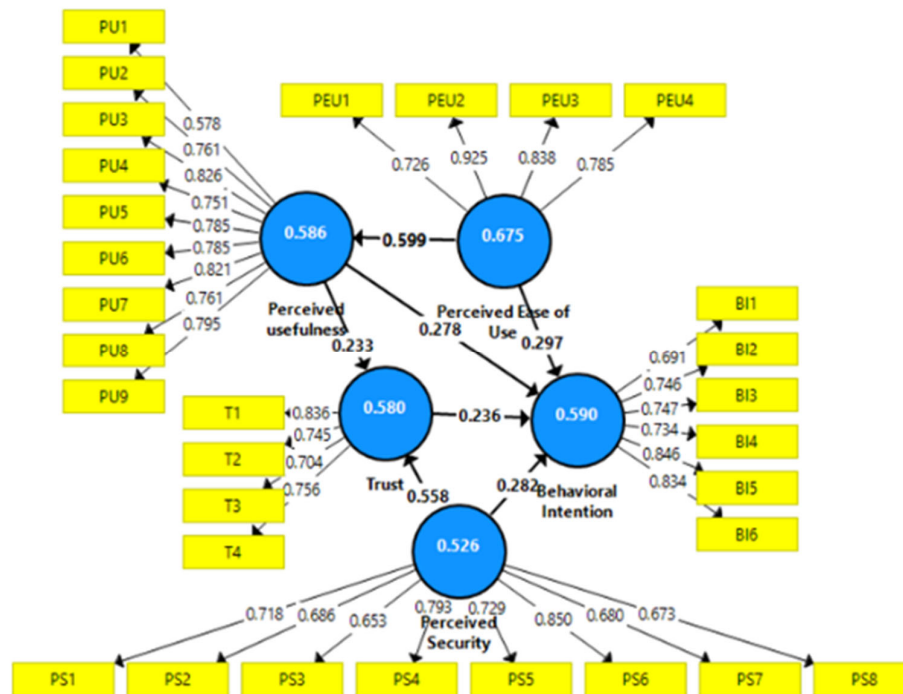 PU1
PU2
PU3
PU4
PU5
PU6
PU7
PU8
PU9
0.578
0.761
0.826
0.751
0.785
0.785
0.821
0.761
0.795
PEU1 PEU2 PEU3 PEU4
0.726 0.925 0.838 0.785
0.586
0.599
0.675
Perceived
usefulness
Perceived Ease of
Use
0.233
0.278
0.297
BI1
BI2
BI3
BI4
BI5
BI6
0.691
0.746
0.747
0.734
0.846
0.834
T1
T2
T3
T4
0.836
0.745
0.704
0.756
0.580
0.236
0.590
Trust
Behavioral
Intention
0.558
0.282
0.526
Perceived
Security
0.718 0.686 0.653 0.793 0.729 0.850 0.680 0.673
PS1 PS2 PS3 PS4 PS5 PS6 PS7 PS8